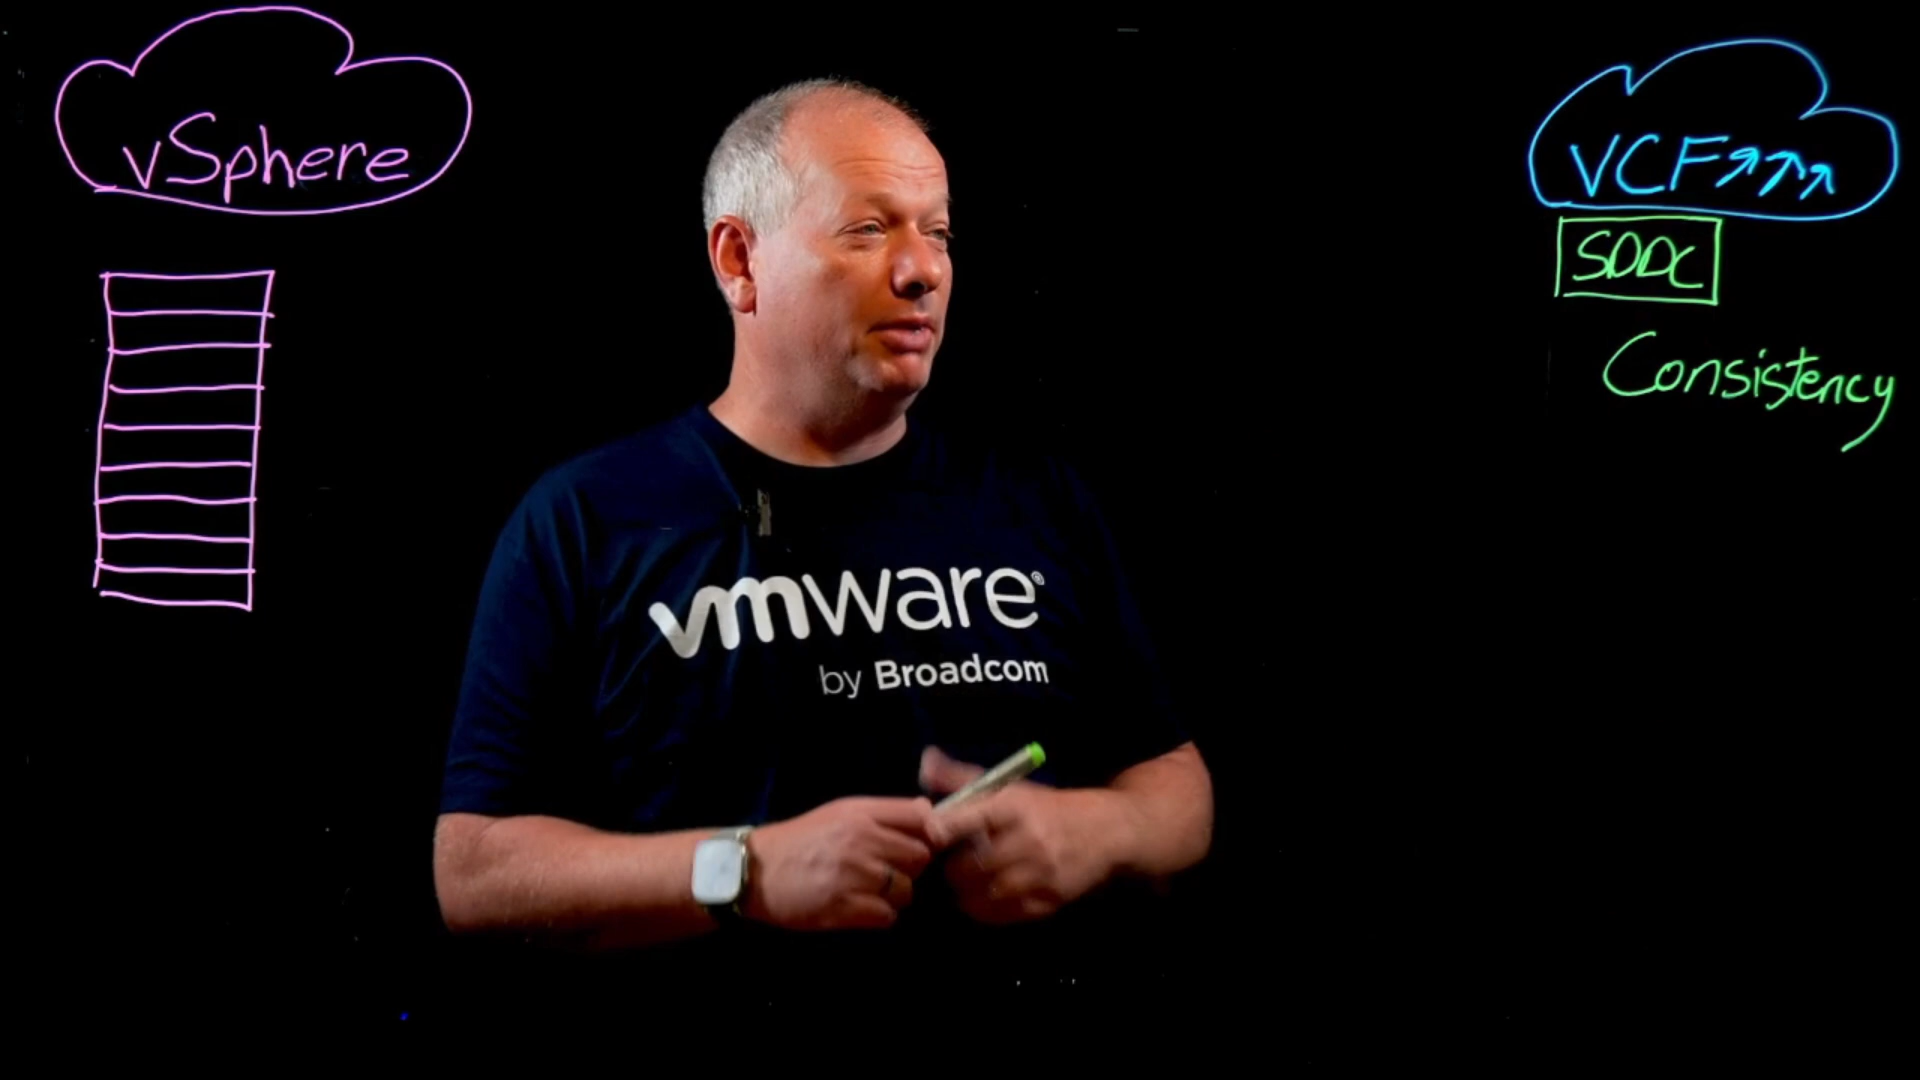 vSphere
VCF
SDDC
Consistency
vmware®
by Broadcom